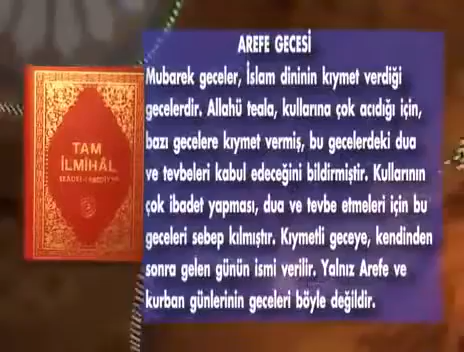 AREFE GECESİ
Mubarek geceler, İslam dininin kıymet verdiği
gecelerdir. Allahü teala, kullarına çok acıdığı için,
bazı gecelere kıymet vermiş, bu gecelerdeki dua
ve tevbeleri kabul edeceğini bildirmiştir. Kullarının
çok ibadet yapması, dua ve tevbe etmeleri için bu
geceleri sebep kılmıştır. Kıymetli geceye, kendinden
sonra gelen günün ismi verilir. Yalnız Arefe ve
kurban günlerinin geceleri böyle değildir.
TAM
İLMİHÂL